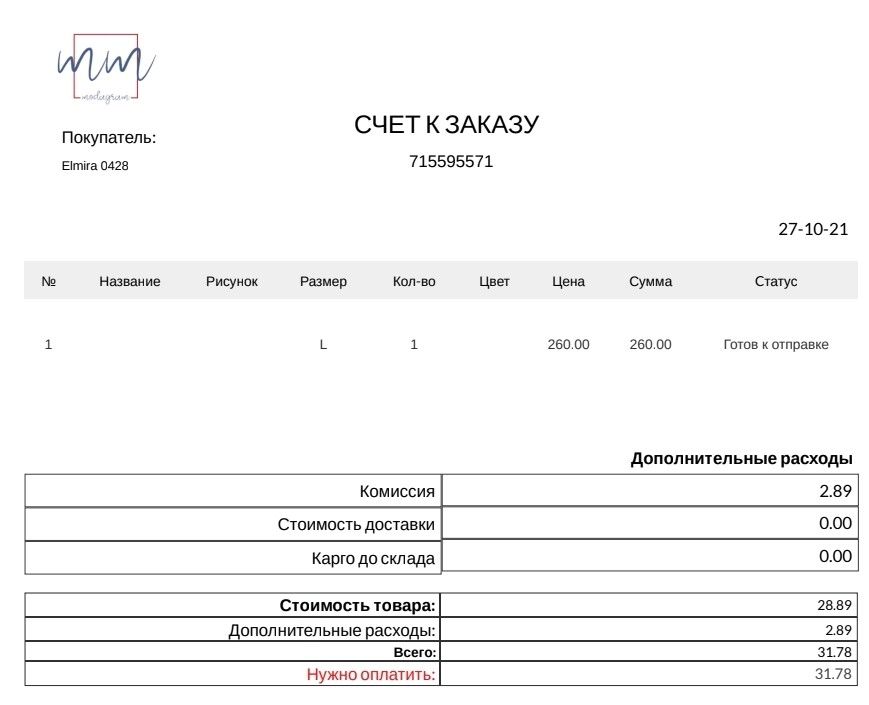 mm
modagram
СЧЕТ К ЗАКАЗУ
Покупатель:
715595571
Elmira 0428
27-10-21
№ Название Рисунок Размер Кол-во Цвет Цена Сумма Статус
1 L 1 260.00 260.00 Готов к отправке
Дополнительные расходы
Комиссия 2.89
Стоимость доставки 0.00
Карго до склада 0.00
Стоимость товара: 28.89
Дополнительные расходы: 2.89
Всего: 31.78
Нужно оплатить: 31.78